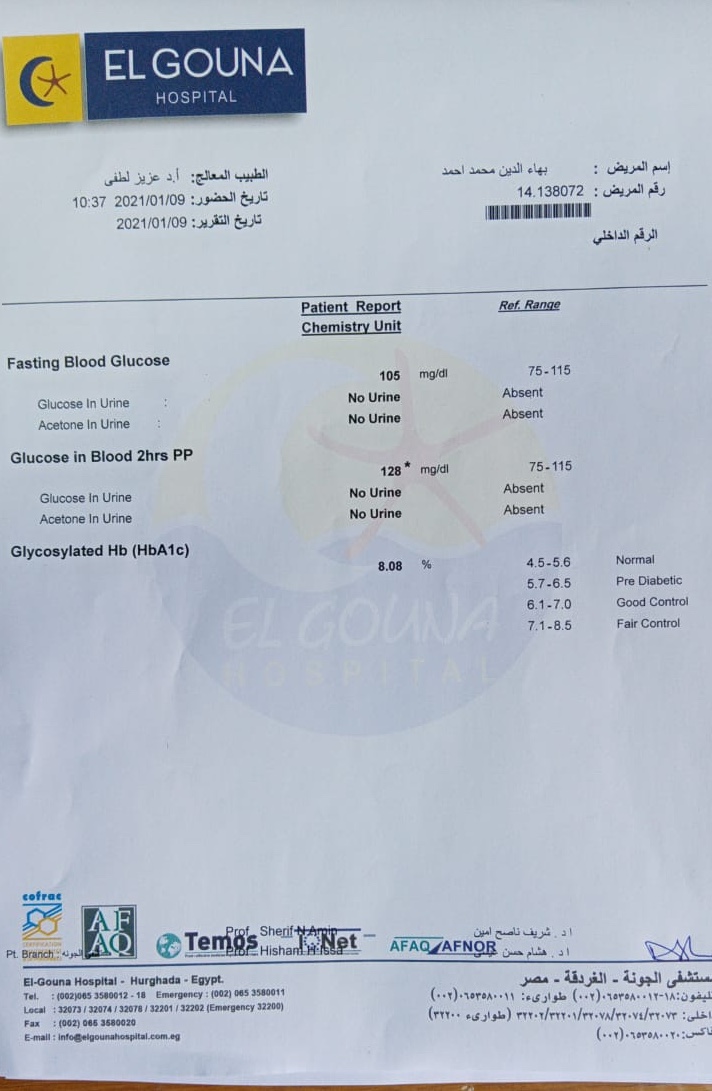 EL GOUNA
HOSPITAL
إسم المريض : بهاء الدين محمد احمد
رقم المريض : 14.138072
الرقم الداخلي
الطبيب المعالج: أ.د عزيز لطفى
تاريخ الحضور: 2021/01/09 10:37
تاريخ التقرير: 2021/01/09
Patient Report Ref. Range
Chemistry Unit
Fasting Blood Glucose
105 mg/dl 75-115
Glucose In Urine : No Urine Absent
Acetone In Urine : No Urine Absent
Glucose in Blood 2hrs PP
128 * mg/dl 75-115
Glucose In Urine No Urine Absent
Acetone In Urine No Urine Absent
Glycosylated Hb (HbA1c)
8.08 % 4.5-5.6 Normal
5.7-6.5 Pre Diabetic
6.1-7.0 Good Control
7.1-8.5 Fair Control
EL GOUNA
HOSPITAL
cofrac
CERTIFICATION
AF
AQ
Temos
IQNet
AFAQ AFNOR
Prof. Sherif N.Amin
Prof. Hisham H.Issa
ا د . شريف ناصح امين
ا د . هشام حسن
Pt. Branch : الجونه
El-Gouna Hospital - Hurghada - Egypt.
Tel. : (002)065 3580012 - 18 Emergency : (002) 065 3580011
Local : 32073 / 32074 / 32078 / 32201 / 32202 (Emergency 32200)
Fax : (002) 065 3580020
E-mail : info@elgounahospital.com.eg
مستشفى الجونة - الغردقة - مصر
تليفون: ١٨-٠٦٥٣٥٨٠٠١٢(٠٠٢) طوارىء: ٠٦٥٣٥٨٠٠١١(٠٠٢)
داخلى: ٣٢٢٠٢/٣٢٢٠١/٣٢٠٧٨/٣٢٠٧٤/٣٢٠٧٣ (طوارىء ٣٢٢٠٠)
فاكس: ٠٦٥٣٥٨٠٠٢٠(٠٠٢)